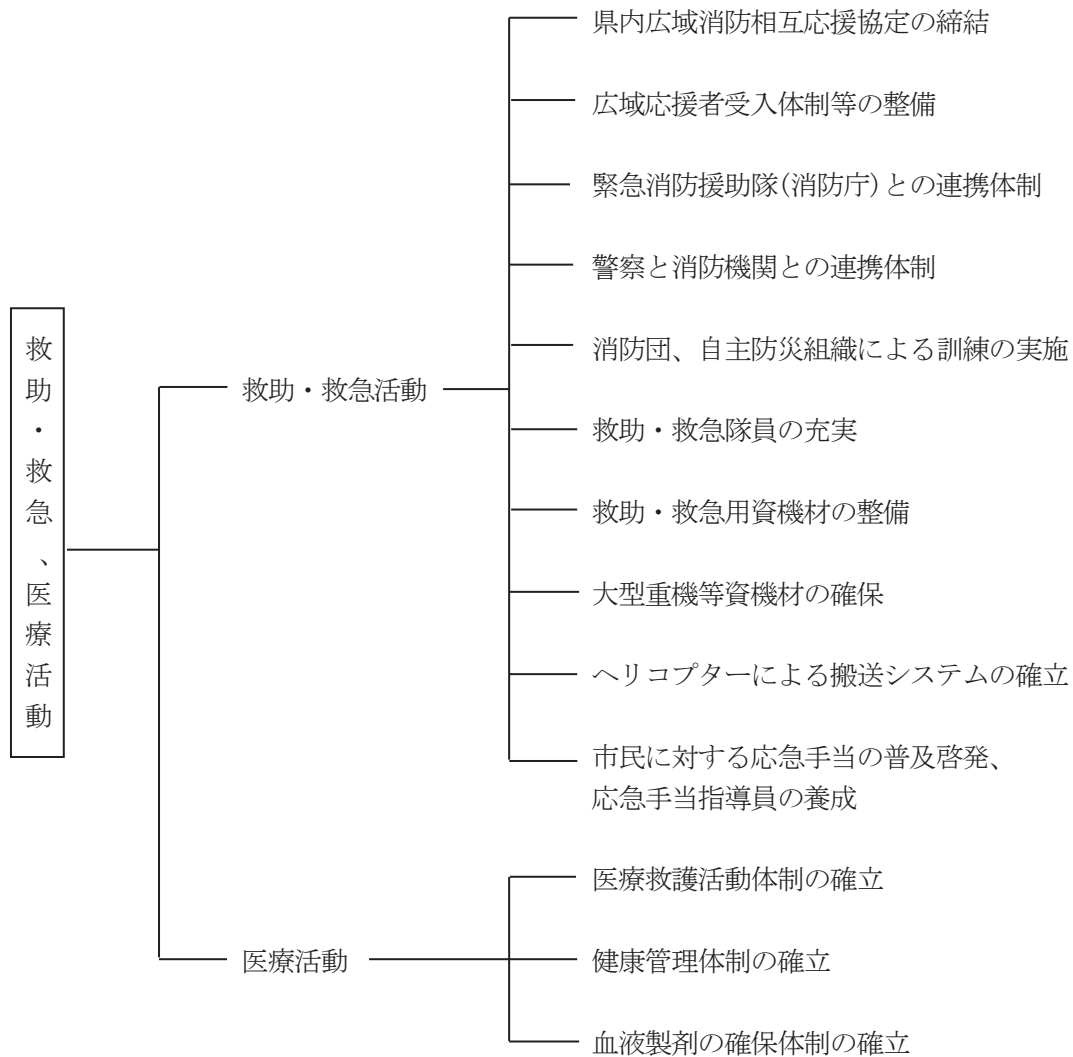 救助・救急、医療活動
救助・救急活動
県内広域消防相互応援協定の締結
広域応援者受入体制等の整備
緊急消防援助隊(消防庁)との連携体制
警察と消防機関との連携体制
消防団、自主防災組織による訓練の実施
救助・救急隊員の充実
救助・救急用資機材の整備
大型重機等資機材の確保
ヘリコプターによる搬送システムの確立
市民に対する応急手当の普及啓発、
応急手当指導員の養成
医療活動
医療救護活動体制の確立
健康管理体制の確立
血液製剤の確保体制の確立